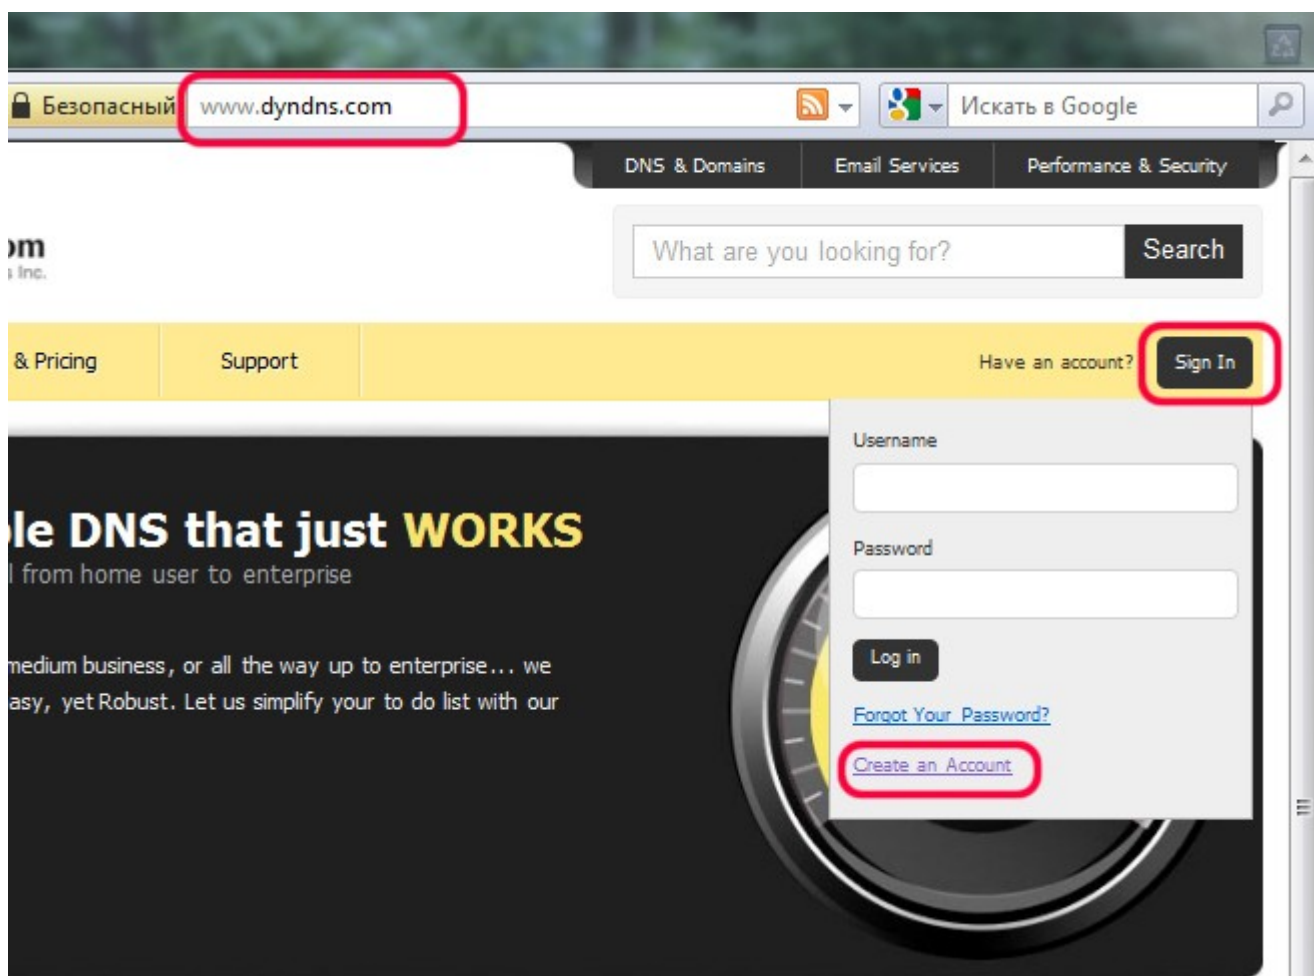 Безопасный www.dyndns.com Искать в Google
DNS & Domains Email Services Performance & Security
om
s Inc.
What are you looking for? Search
& Pricing Support Have an account? Sign In
Username
Password
Log in
Forgot Your Password?
Create an Account
le DNS that just WORKS
l from home user to enterprise
medium business, or all the way up to enterprise... we
asy, yet Robust. Let us simplify your to do list with our